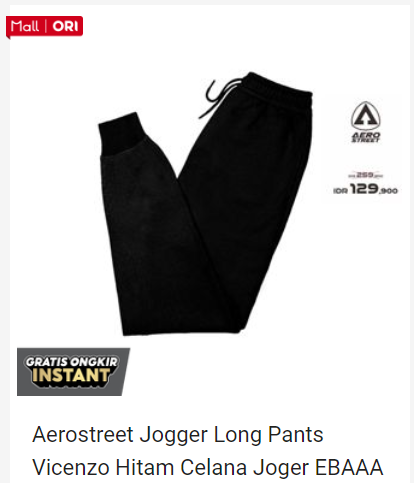 Mall | ORI
AERO
STREET
IDR 129,900
GRATIS ONGKIR
INSTANT
Aerostreet Jogger Long Pants
Vicenzo Hitam Celana Joger EBAAA